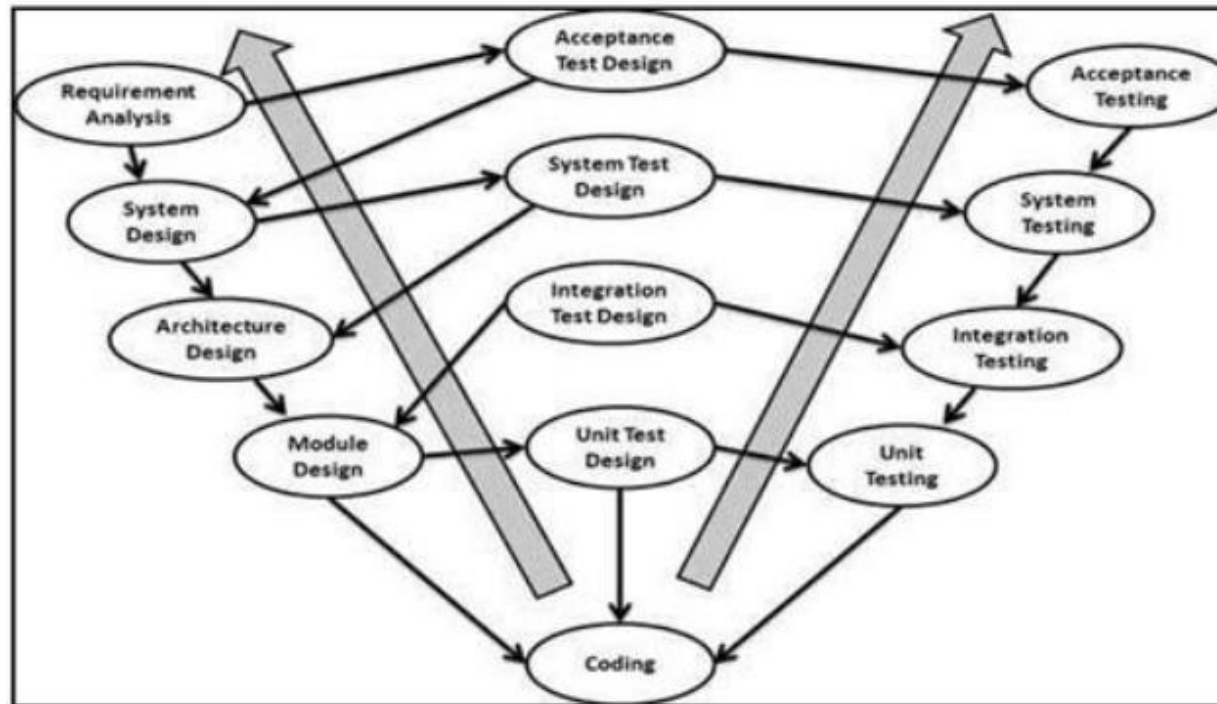 Acceptance
Test Design
Requirement
Analysis
Acceptance
Testing
System Test
Design
System
Design
System
Testing
Integration
Test Design
Architecture
Design
Integration
Testing
Unit Test
Design
Module
Design
Unit
Testing
Coding